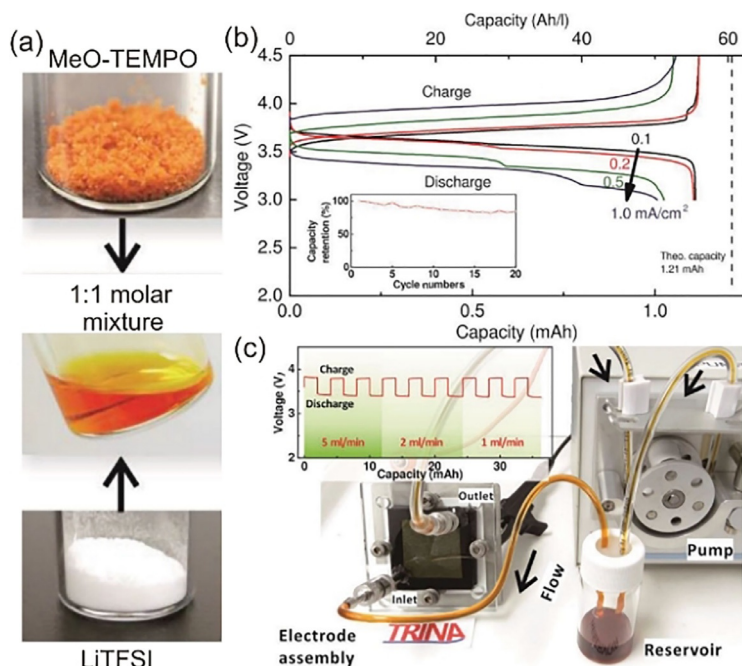 (a)
MeO-TEMPO
1:1 molar
mixture
LiTFSI
(b)
Capacity (Ah/l)
0 30 60
4.5
4.0
3.5
3.0
2.5
2.0
Voltage (V)
Charge
Discharge
0.1
0.2
0.5
1.0 mA/cm²
Capacity
retention (%)
100
50
0
0 5 10 15 20
Cycle numbers
Theo. capacity
1.21 mAh
0.0 0.5 1.0
Capacity (mAh)
(c)
Voltage (V)
4
3
2
Charge
Discharge
5 ml/min 2 ml/min 1 ml/min
0 10 20 30
Capacity (mAh)
Outlet
Inlet
Flow
Pump
Electrode
assembly
TRINA
Reservoir